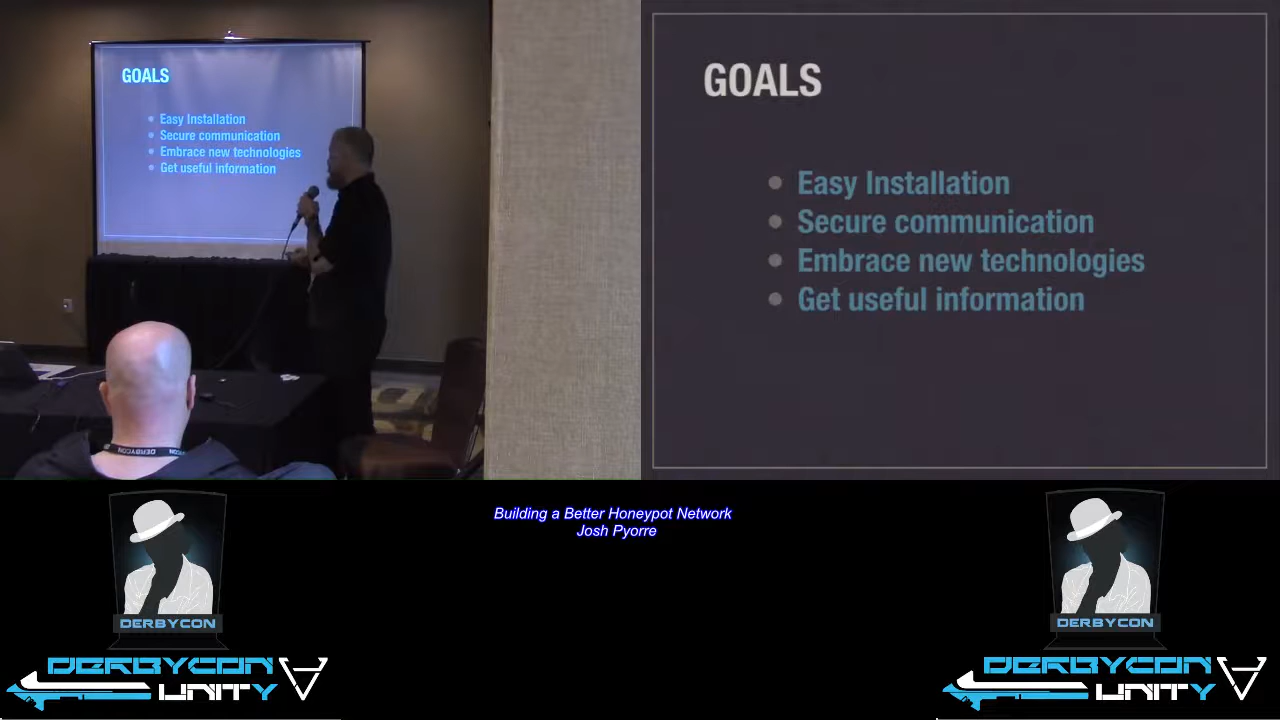 GOALS
Easy Installation
Secure communication
Embrace new technologies
Get useful information
GOALS
Easy Installation
Secure communication
Embrace new technologies
Get useful information
DERBYCON
Building a Better Honeypot Network
Josh Pyorre
DERBYCON
DERBYCON
UNITY
DERBYCON
DERBYCON
UNITY